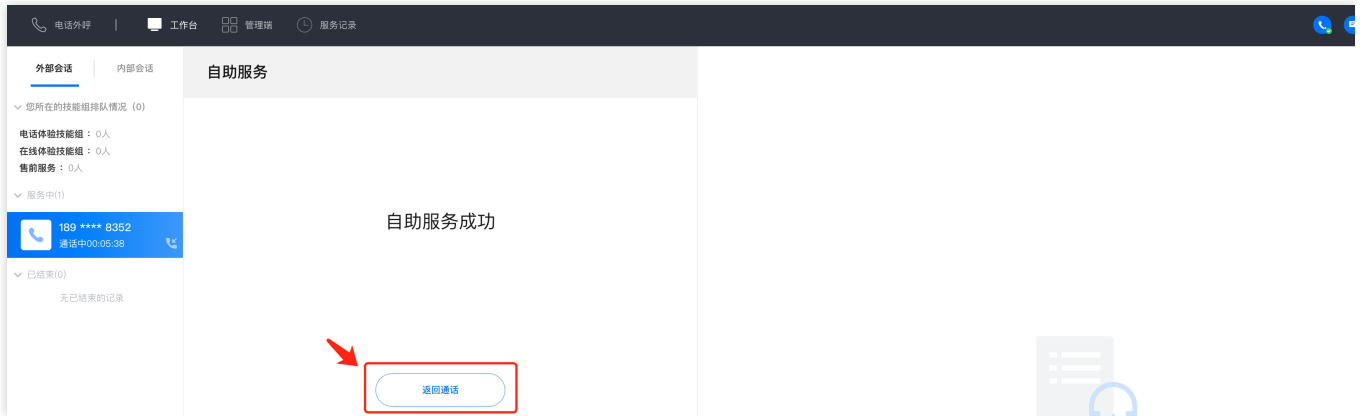 电话外呼 | 工作台 管理端 服务记录
外部会话 内部会话
自助服务
您所在的技能组排队情况（0）
电话体验技能组： 0人
在线体验技能组： 0人
售前服务： 0人
服务中(1)
189 **** 8352
通话中00:05:38
自助服务成功
已结束(0)
无已结束的记录
返回通话